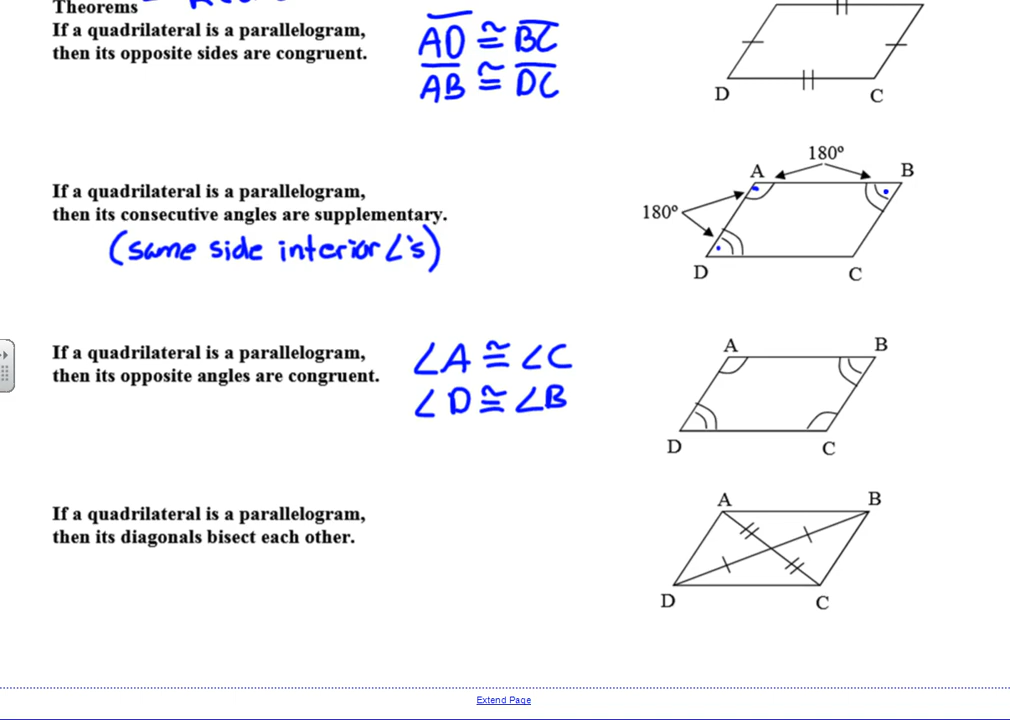 Theorems
If a quadrilateral is a parallelogram,
then its opposite sides are congruent.
AD ≅ BC
AB ≅ DC
D C
If a quadrilateral is a parallelogram,
then its consecutive angles are supplementary.
(same side interior ∠'s)
180º
A B
180º
D C
If a quadrilateral is a parallelogram,
then its opposite angles are congruent.
∠A ≅ ∠C
∠D ≅ ∠B
A B
D C
If a quadrilateral is a parallelogram,
then its diagonals bisect each other.
A B
D C
Extend Page